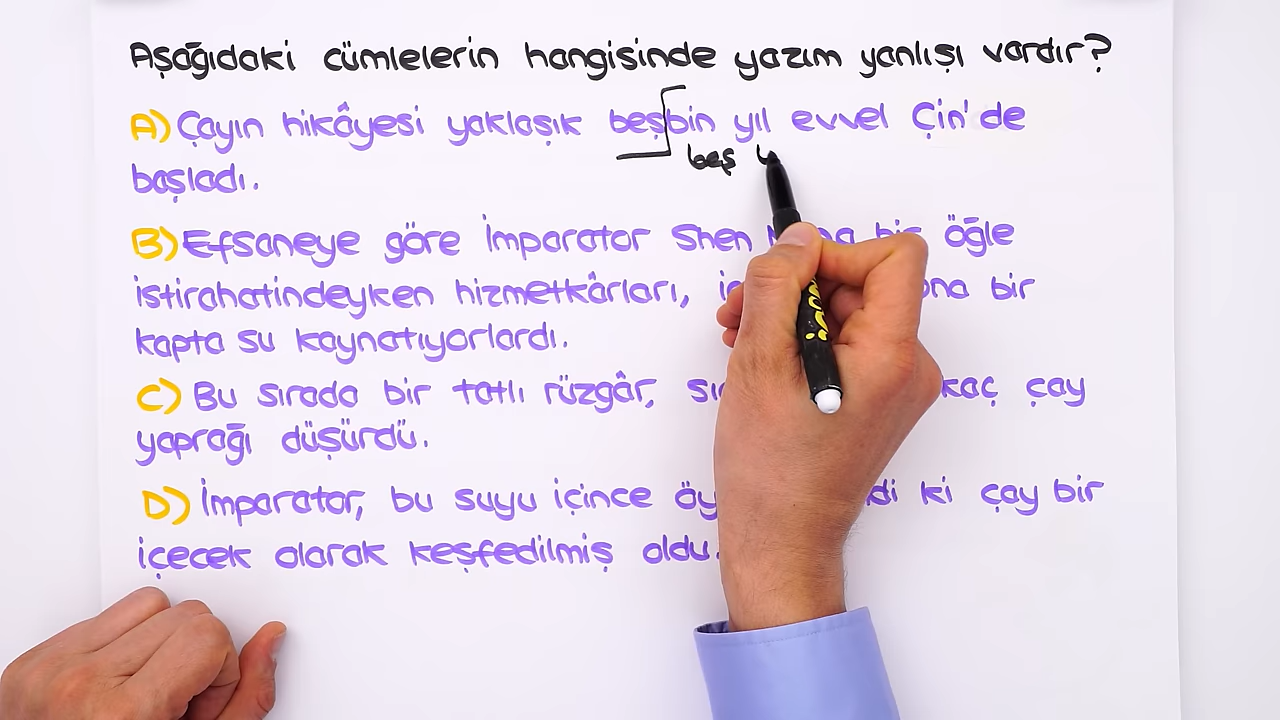 Aşağıdaki cümlelerin hangisinde yazım yanlışı vardır?
A) Çayın hikâyesi yaklaşık beşbin yıl evvel Çin'de
beş
başladı.
B) Efsaneye göre İmparator Shen bir öğle
istirahatindeyken hizmetkârları, ona bir
kapta su kaynatıyorlardı.
C) Bu sırada bir tatlı rüzgâr, çay
yaprağı düşürdü.
D) İmparator, bu suyu içince ki çay bir
içecek olarak keşfedilmiş oldu.